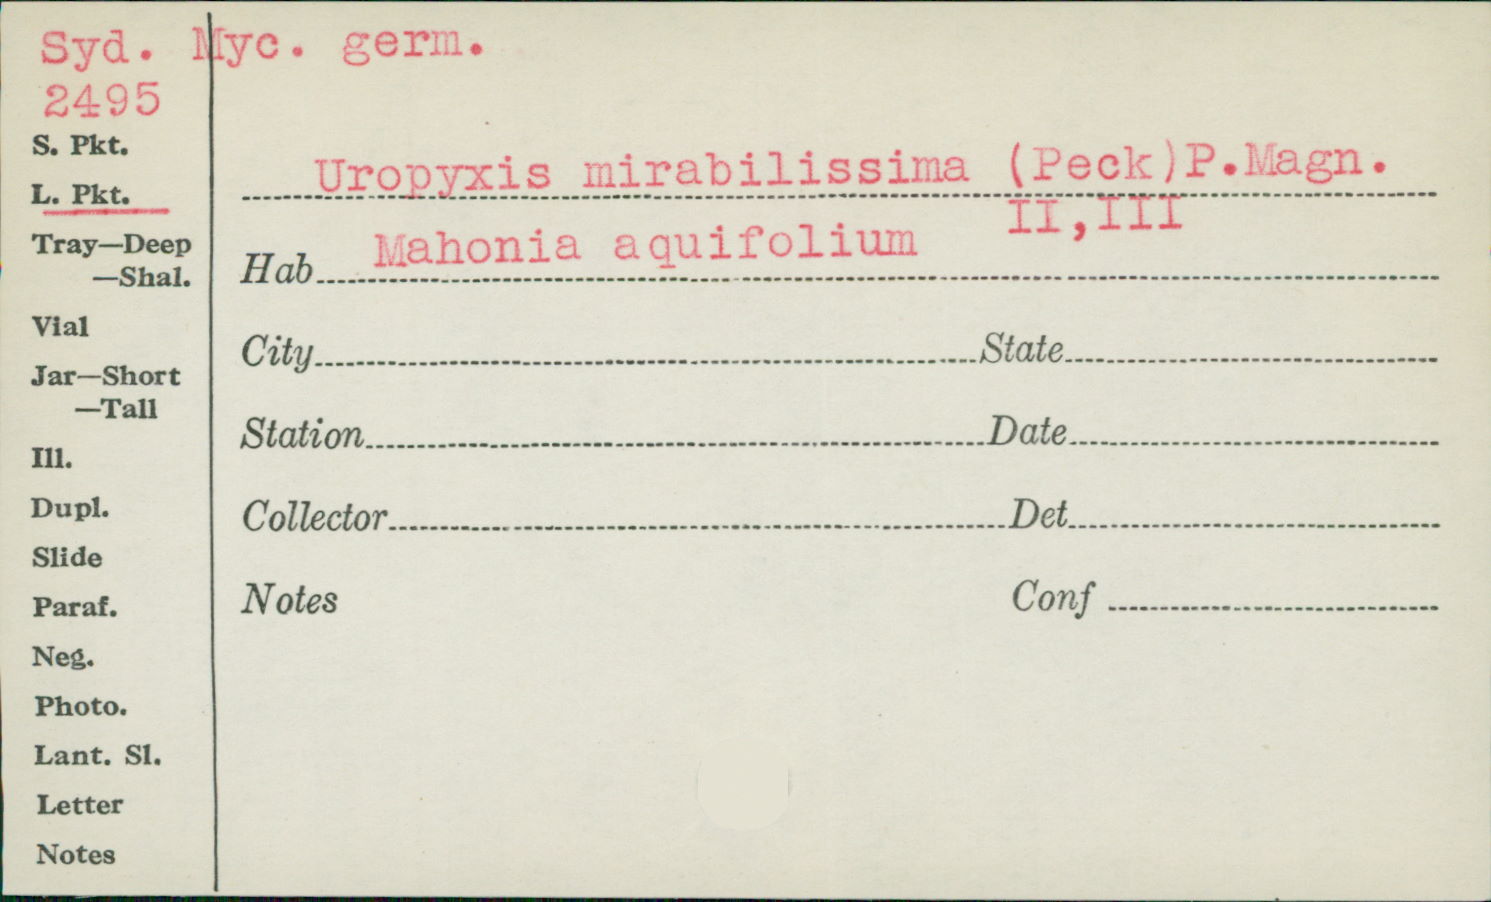 Syd. Myc. germ.
2495
S. Pkt.
L. Pkt.
Tray—Deep
—Shal.
Vial
Jar—Short
—Tall
Ill.
Dupl.
Slide
Paraf.
Neg.
Photo.
Lant. Sl.
Letter
Notes
Uropyxis mirabilissima (Peck)P.Magn.
II,III
Hab Mahonia aquifolium
City State
Station Date
Collector Det
Notes Conf